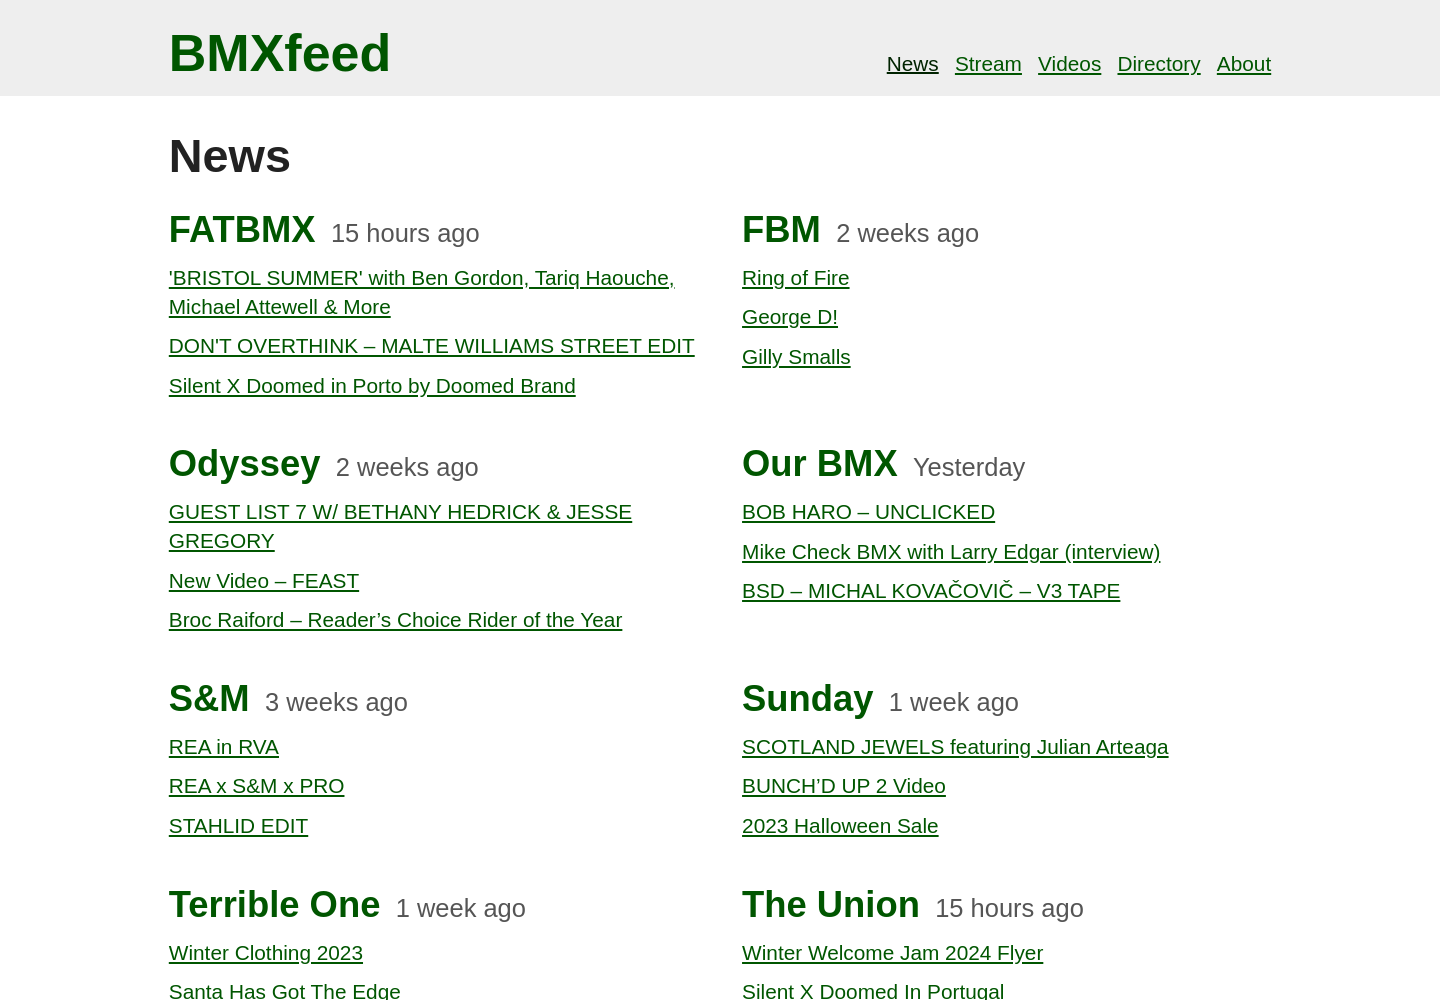 BMXfeed
News Stream Videos Directory About
News
FATBMX 15 hours ago
'BRISTOL SUMMER' with Ben Gordon, Tariq Haouche,
Michael Attewell & More
DON'T OVERTHINK – MALTE WILLIAMS STREET EDIT
Silent X Doomed in Porto by Doomed Brand
FBM 2 weeks ago
Ring of Fire
George D!
Gilly Smalls
Odyssey 2 weeks ago
GUEST LIST 7 W/ BETHANY HEDRICK & JESSE
GREGORY
New Video – FEAST
Broc Raiford – Reader’s Choice Rider of the Year
Our BMX Yesterday
BOB HARO – UNCLICKED
Mike Check BMX with Larry Edgar (interview)
BSD – MICHAL KOVAČOVIČ – V3 TAPE
S&M 3 weeks ago
REA in RVA
REA x S&M x PRO
STAHLID EDIT
Sunday 1 week ago
SCOTLAND JEWELS featuring Julian Arteaga
BUNCH’D UP 2 Video
2023 Halloween Sale
Terrible One 1 week ago
Winter Clothing 2023
Santa Has Got The Edge
The Union 15 hours ago
Winter Welcome Jam 2024 Flyer
Silent X Doomed In Portugal